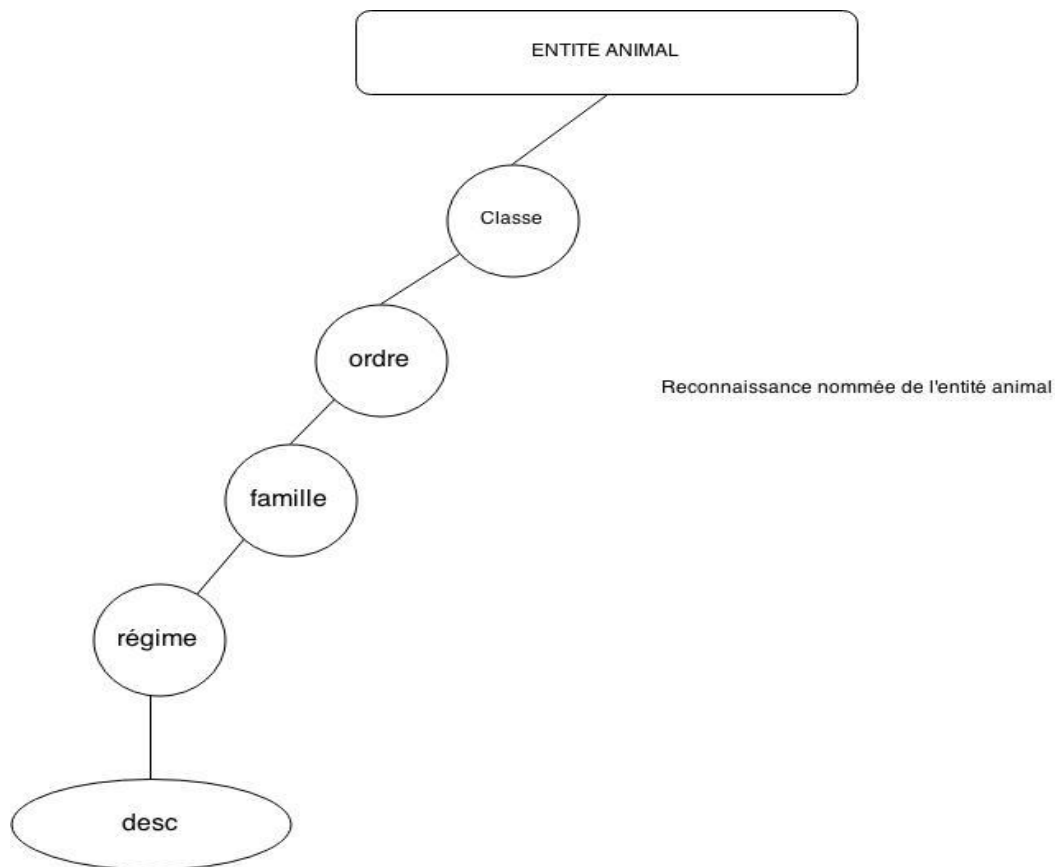 ENTITE ANIMAL
Classe
ordre
Reconnaissance nommée de l'entité animal
famille
régime
desc